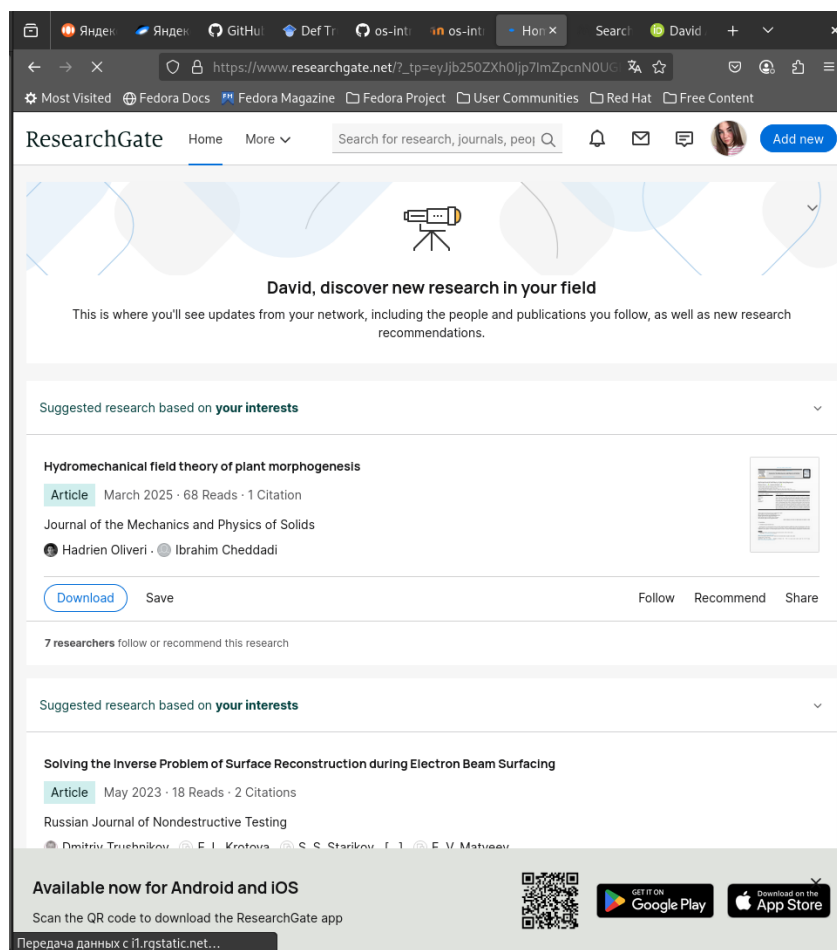 Яндек
Яндек
GitHu
Def Tr
os-int
os-int
Hon
Searc
David
https://www.researchgate.net/?_tp=eyJjb250ZXh0Ijp7ImZpcnN0UG
Most Visited Fedora Docs Fedora Magazine Fedora Project User Communities Red Hat Free Content
ResearchGate Home More Search for research, journals, peo Add new
David, discover new research in your field
This is where you'll see updates from your network, including the people and publications you follow, as well as new research
recommendations.
Suggested research based on your interests
Hydromechanical field theory of plant morphogenesis
Article March 2025 · 68 Reads · 1 Citation
Journal of the Mechanics and Physics of Solids
Hadrien Oliveri · Ibrahim Cheddadi
Download Save Follow Recommend Share
7 researchers follow or recommend this research
Suggested research based on your interests
Solving the Inverse Problem of Surface Reconstruction during Electron Beam Surfacing
Article May 2023 · 18 Reads · 2 Citations
Russian Journal of Nondestructive Testing
Dmitriy Trushnikov E. L. Krotova S. S. Starikov [...] E. V. Matveev
Available now for Android and iOS
Scan the QR code to download the ResearchGate app
GET IT ON
Google Play
Download on the
App Store
Передача данных с i1.rgstatic.net…